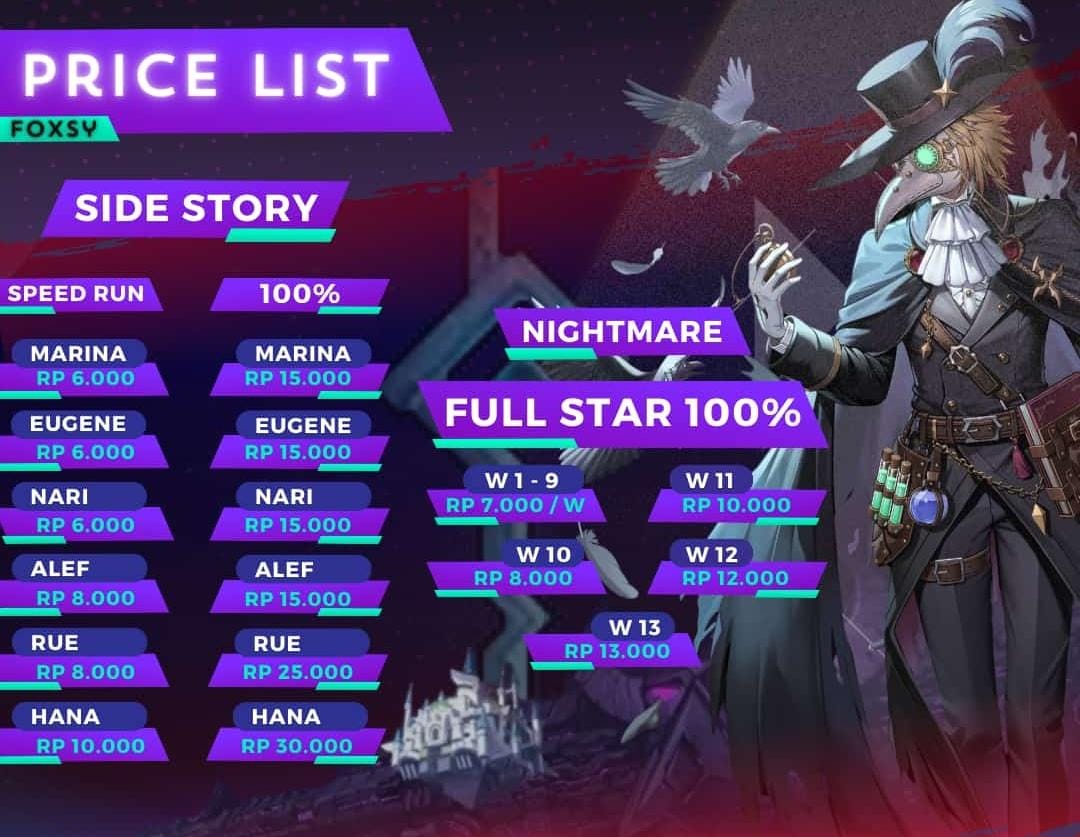 PRICE LIST
FOXSY
SIDE STORY
SPEED RUN
MARINA
RP 6.000
EUGENE
RP 6.000
NARI
RP 6.000
ALEF
RP 8.000
RUE
RP 8.000
HANA
RP 10.000
100%
MARINA
RP 15.000
EUGENE
RP 15.000
NARI
RP 15.000
ALEF
RP 15.000
RUE
RP 25.000
HANA
RP 30.000
NIGHTMARE
FULL STAR 100%
W 1 - 9
RP 7.000 / W
W 11
RP 10.000
W 10
RP 8.000
W 12
RP 12.000
W 13
RP 13.000